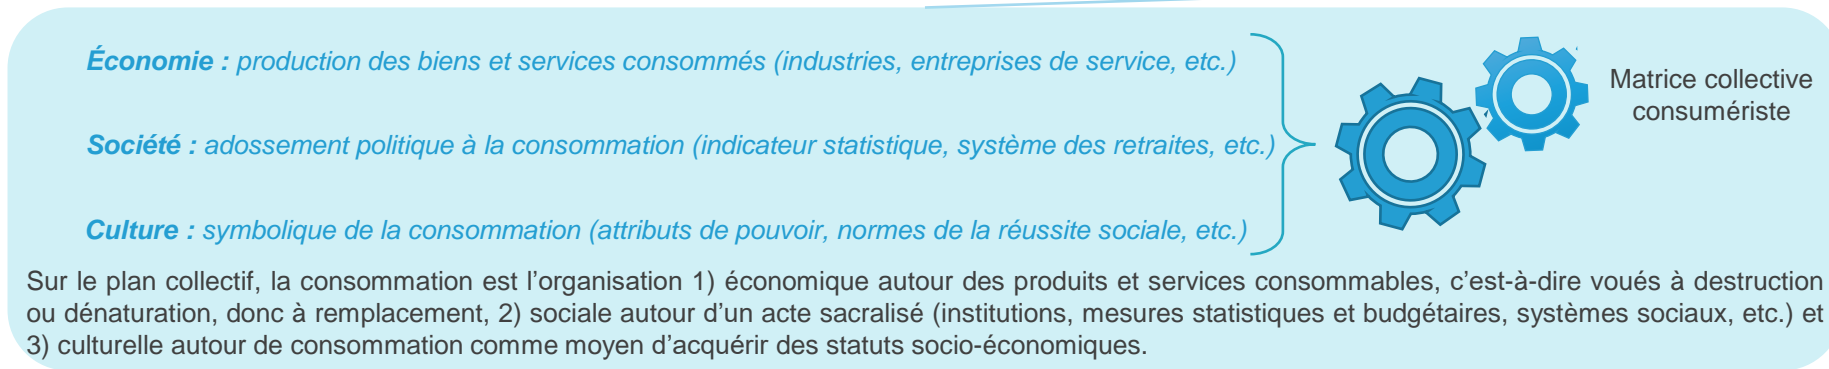 Économie : production des biens et services consommés (industries, entreprises de service, etc.)
Société : adossement politique à la consommation (indicateur statistique, système des retraites, etc.)
Culture : symbolique de la consommation (attributs de pouvoir, normes de la réussite sociale, etc.)
Matrice collective
consumériste
Sur le plan collectif, la consommation est l’organisation 1) économique autour des produits et services consommables, c’est-à-dire voués à destruction
ou dénaturation, donc à remplacement, 2) sociale autour d’un acte sacralisé (institutions, mesures statistiques et budgétaires, systèmes sociaux, etc.) et
3) culturelle autour de consommation comme moyen d’acquérir des statuts socio-économiques.